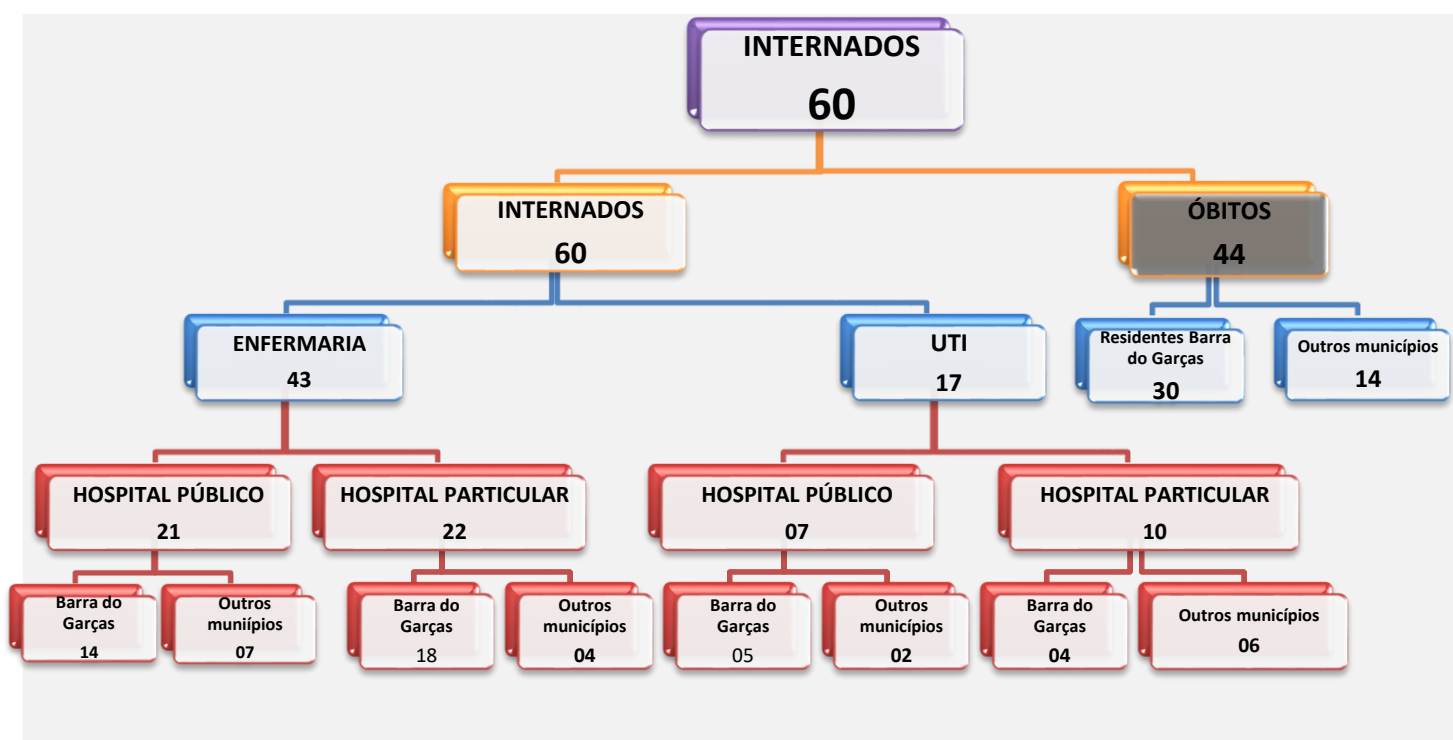 INTERNADOS
60
INTERNADOS
60
ÓBITOS
44
ENFERMARIA
43
UTI
17
Residentes Barra
do Garças
30
Outros municípios
14
HOSPITAL PÚBLICO
21
HOSPITAL PARTICULAR
22
HOSPITAL PÚBLICO
07
HOSPITAL PARTICULAR
10
Barra do
Garças
14
Outros
muniípios
07
Barra do
Garças
18
Outros
municípios
04
Barra do
Garças
05
Outros
municípios
02
Barra do
Garças
04
Outros municípios
06